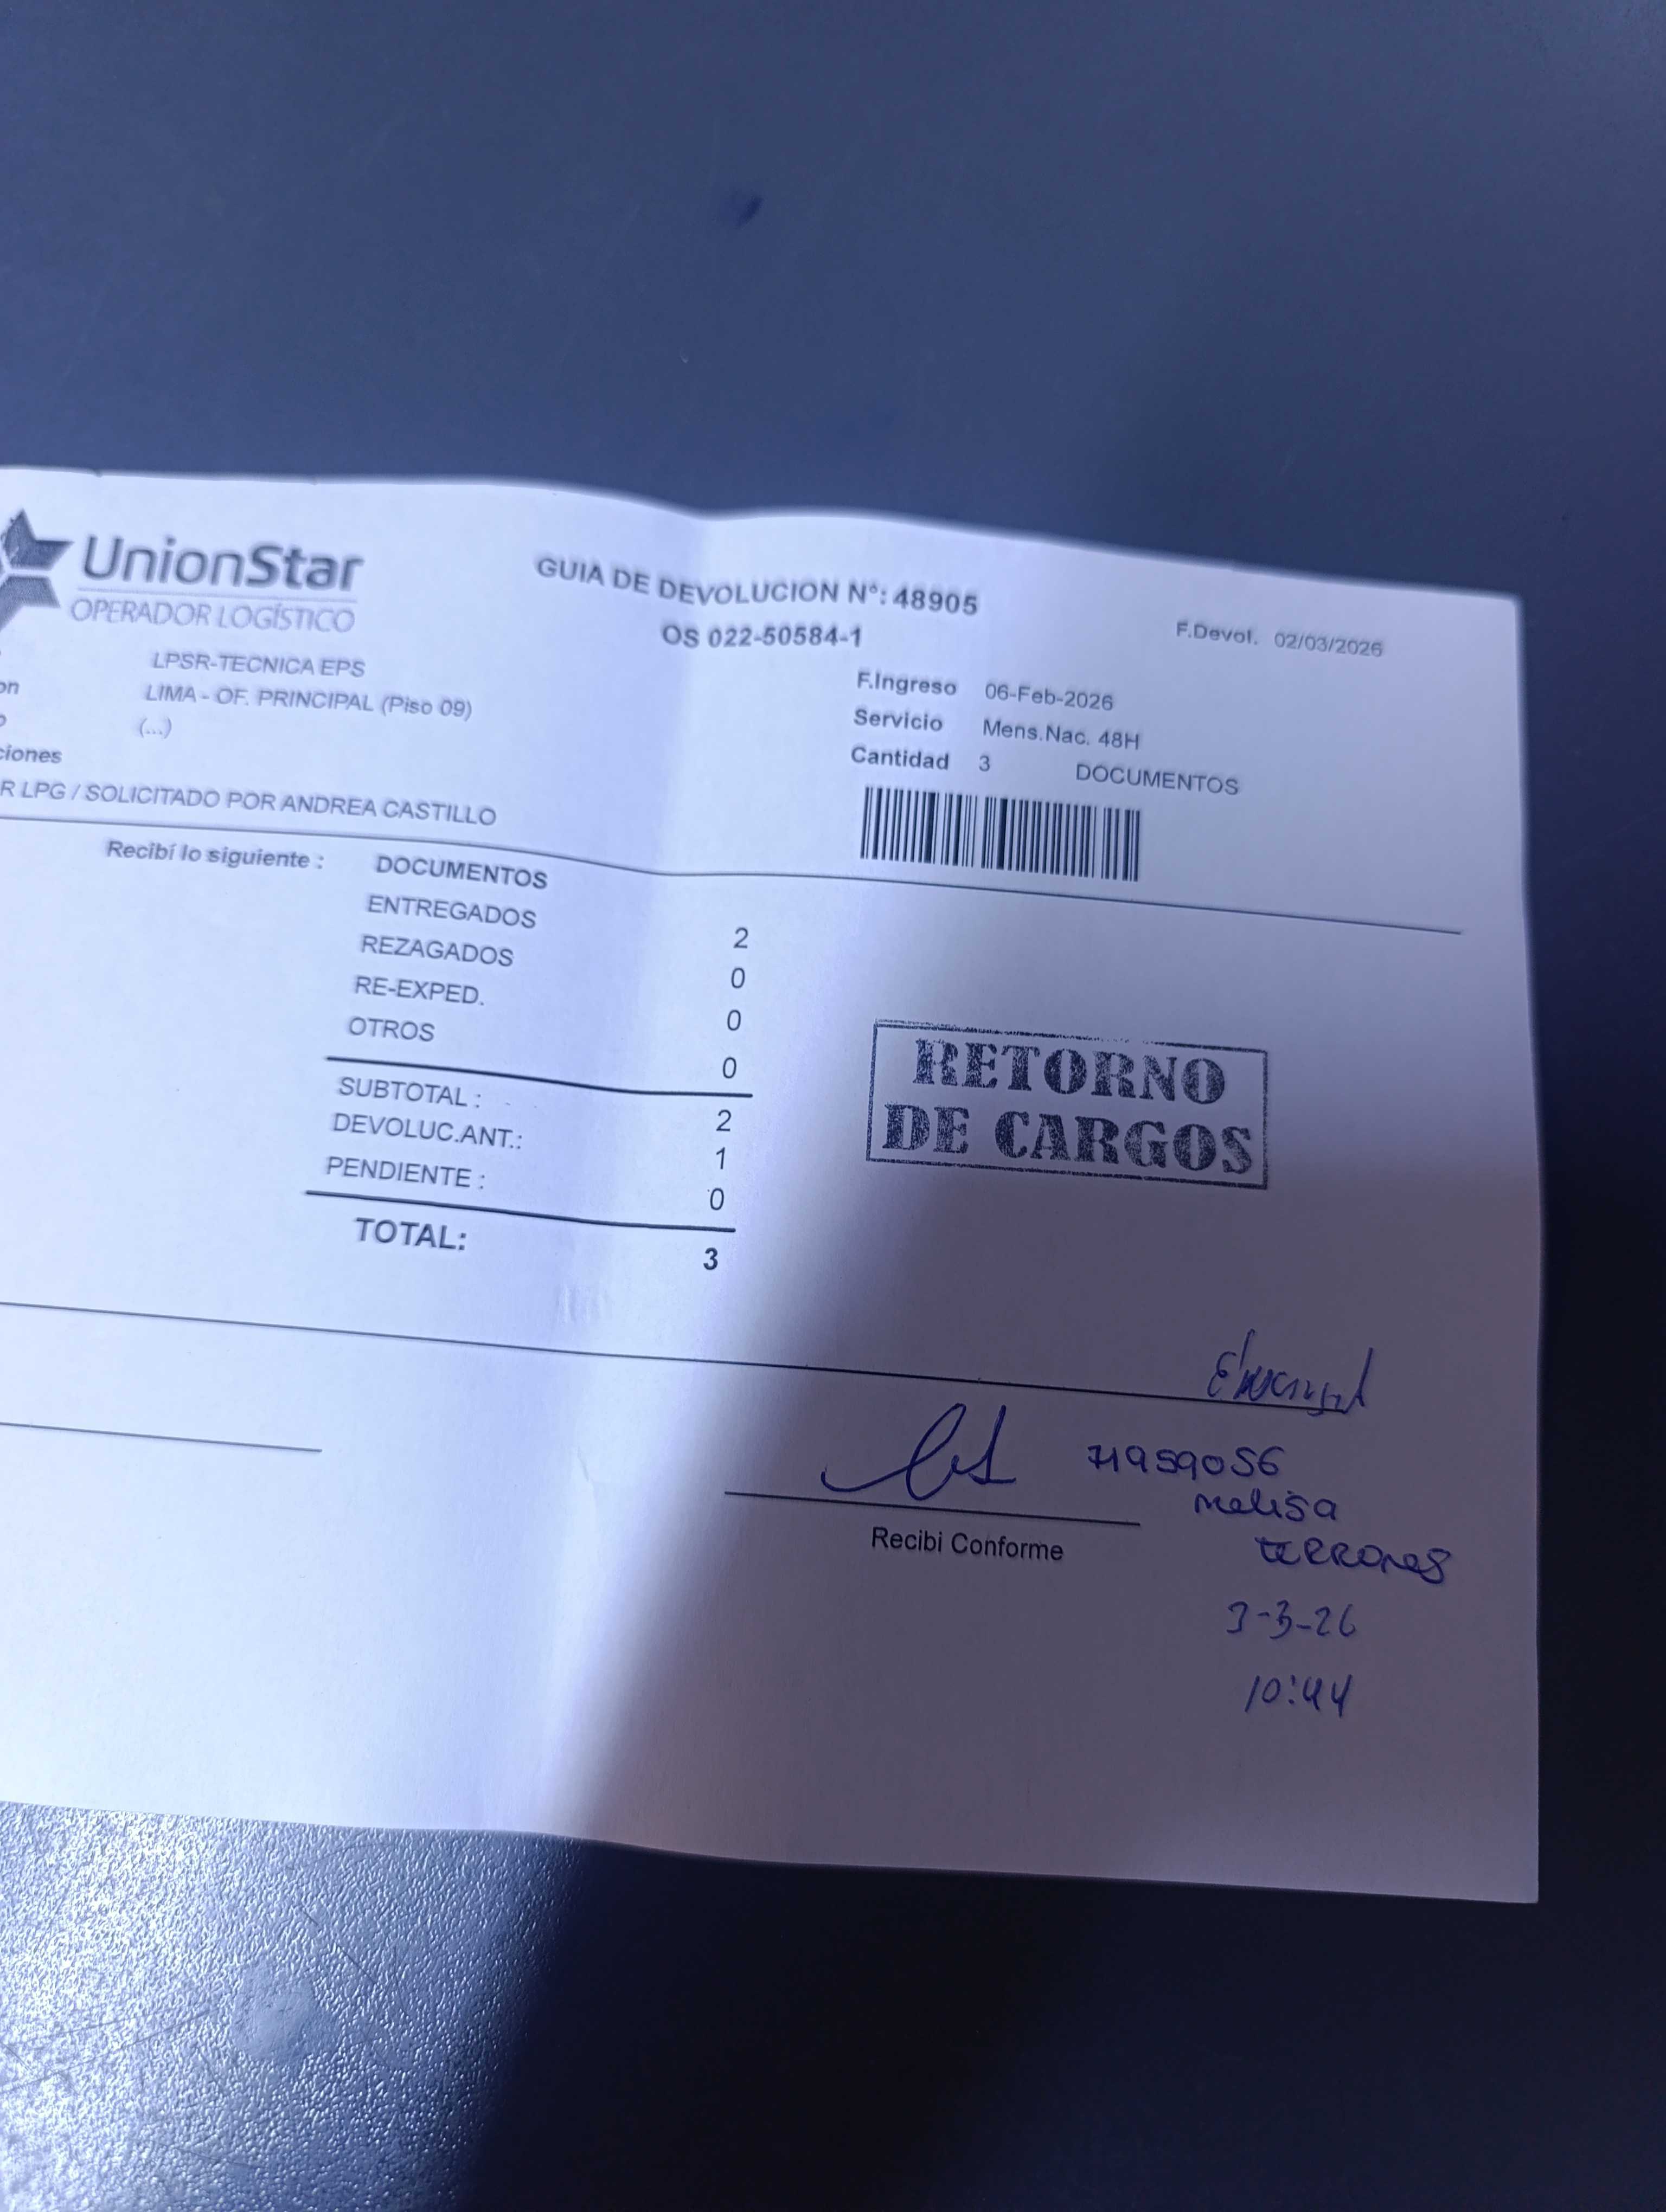 UnionStar
OPERADOR LOGÍSTICO
GUIA DE DEVOLUCION N°: 48905
OS 022-50584-1
F.Devol. 02/03/2026
LPSR-TECNICA EPS
on LIMA - OF. PRINCIPAL (Piso 09)
(...)
ciones
R LPG / SOLICITADO POR ANDREA CASTILLO
F.Ingreso 06-Feb-2026
Servicio Mens.Nac. 48H
Cantidad 3 DOCUMENTOS
Recibí lo siguiente : DOCUMENTOS
ENTREGADOS 2
REZAGADOS 0
RE-EXPED. 0
OTROS 0
SUBTOTAL : 2
DEVOLUC.ANT.: 1
PENDIENTE : 0
TOTAL: 3
RETORNO
DE CARGOS
71959056
Melisa
Terrones
Recibi Conforme
3-3-26
10:44